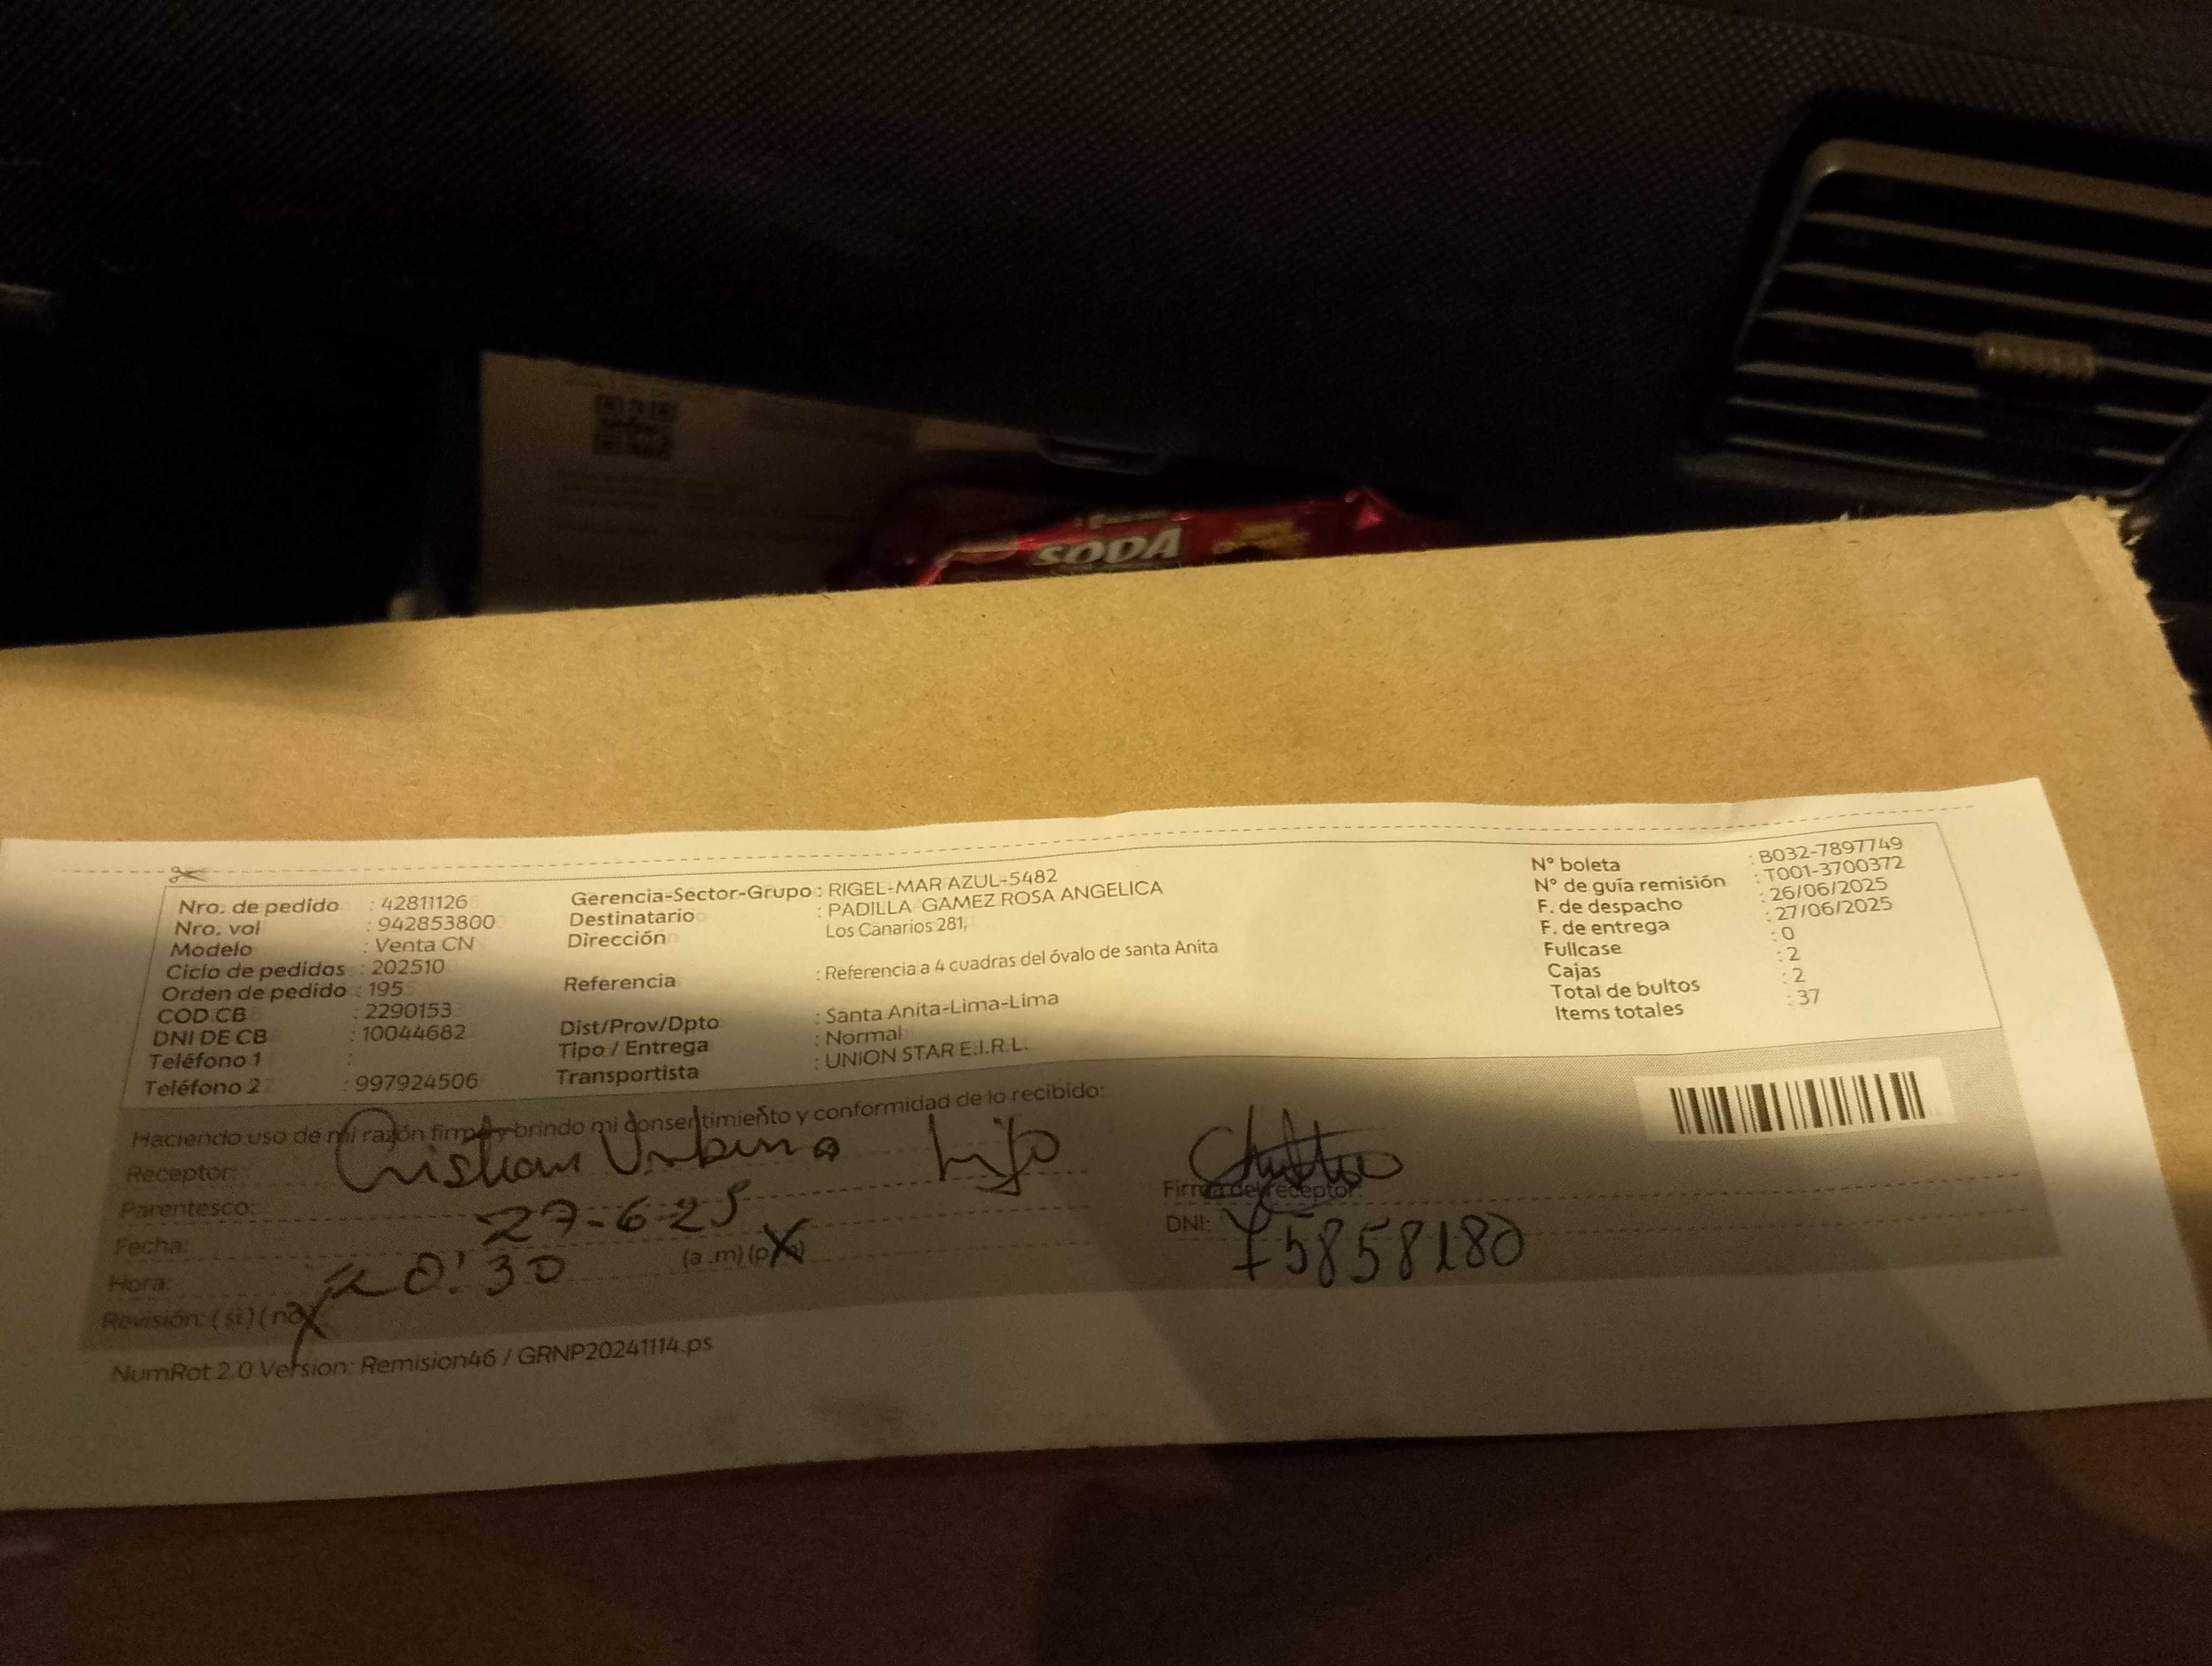 SODA
Nro. de pedido : 42811126
Nro. vol : 942853800
Modelo : Venta CN
Ciclo de pedidos : 202510
Orden de pedido : 195
COD CB : 2290153
DNI DE CB : 10044682
Teléfono 1 :
Teléfono 2 : 997924506
Gerencia-Sector-Grupo : RIGEL-MAR AZUL-5482
Destinatario : PADILLA GAMEZ ROSA ANGELICA
Dirección Los Canarios 281,
Referencia : Referencia a 4 cuadras del óvalo de santa Anita
Dist/Prov/Dpto : Santa Anita-Lima-Lima
Tipo / Entrega : Normal
Transportista : UNION STAR E.I.R.L.
N° boleta : B032-7897749
N° de guía remisión : T001-3700372
F. de despacho : 26/06/2025
F. de entrega : 27/06/2025
Fullcase : 0
Cajas : 2
Total de bultos : 2
Items totales : 37
Haciendo uso de mi razón firmo y brindo mi consentimiento y conformidad de lo recibido:
Receptor: Cristian Urbina hijo
Parentesco:
Fecha: 27-6-25
Hora: 20:30 (a.m) (p.m)
Revisión: (si) (no)
Firma del receptor:
DNI: 75858180
NumRot 2.0 Version: Remision46 / GRNP20241114.ps